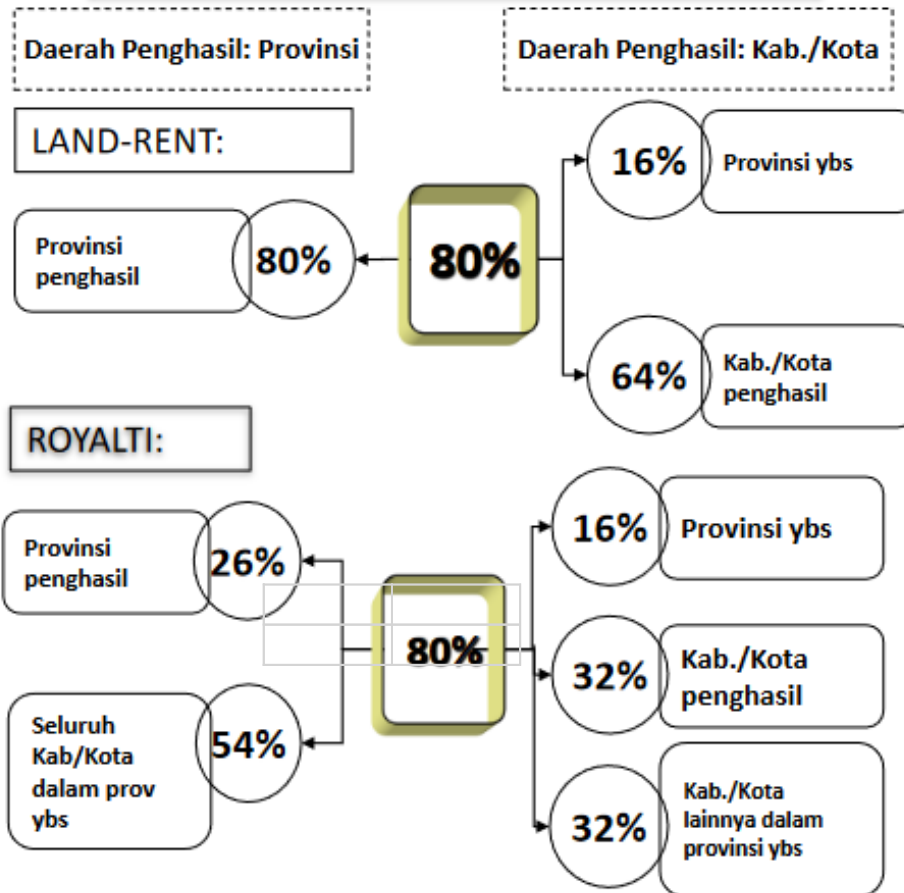 Daerah Penghasil: Provinsi
Daerah Penghasil: Kab./Kota
LAND-RENT:
Provinsi
penghasil
80%
80%
16%
Provinsi ybs
64%
Kab./Kota
penghasil
ROYALTI:
Provinsi
penghasil
26%
Seluruh
Kab/Kota
dalam prov
ybs
54%
80%
16%
Provinsi ybs
32%
Kab./Kota
penghasil
32%
Kab./Kota
lainnya dalam
provinsi ybs